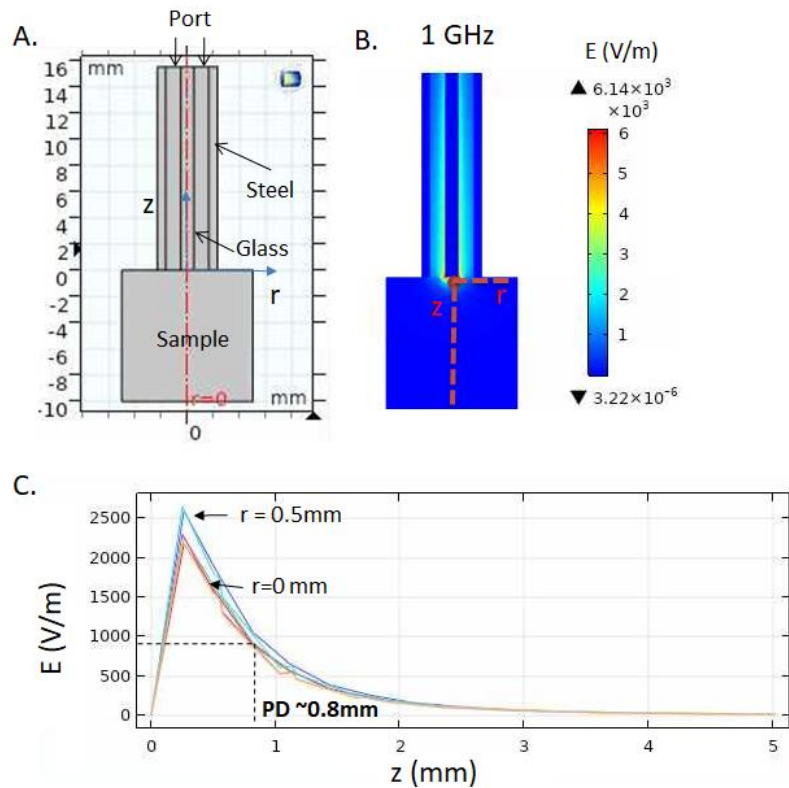 A.
Port
mm
16
14
12
10
8
6
4
2
0
-2
-4
-6
-8
-10
z
Steel
Glass
r
Sample
r=0
mm
0
B.
1 GHz
z
r
E (V/m)
▲ 6.14×10³
×10³
6
5
4
3
2
1
▼ 3.22×10⁻⁶
C.
E (V/m)
2500
2000
1500
1000
500
0
r = 0.5mm
r=0 mm
PD ~0.8mm
0 1 2 3 4 5
z (mm)